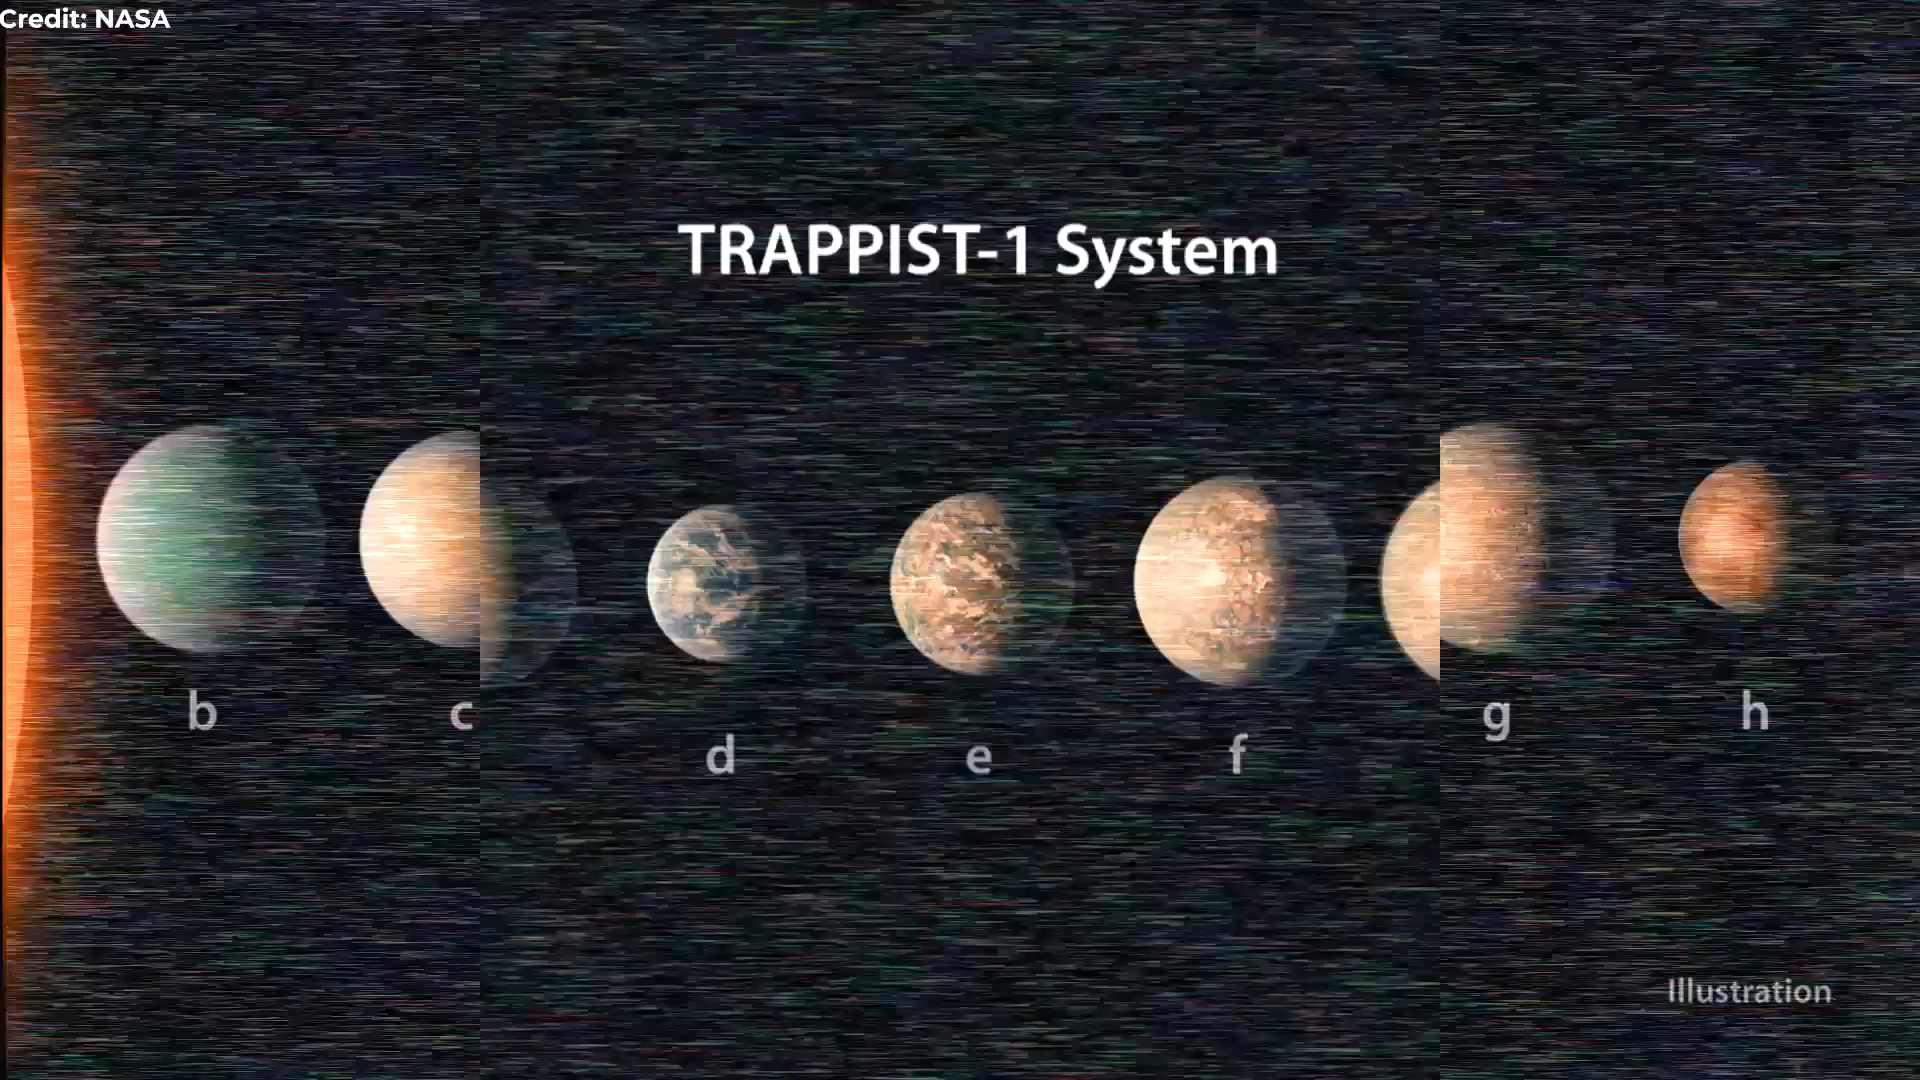 Credit: NASA
TRAPPIST-1 System
b
c
d
e
f
g
h
Illustration